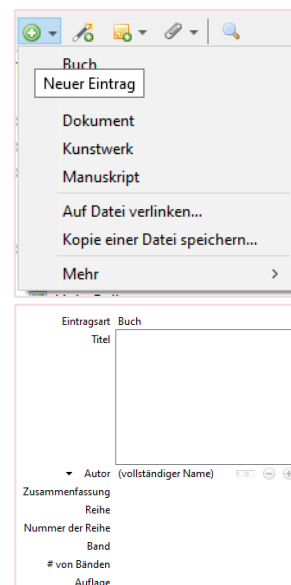 Buch
Neuer Eintrag
Dokument
Kunstwerk
Manuskript
Auf Datei verlinken...
Kopie einer Datei speichern...
Mehr
Eintragsart Buch
Titel
Autor (vollständiger Name)
Zusammenfassung
Reihe
Nummer der Reihe
Band
# von Bänden
Auflage